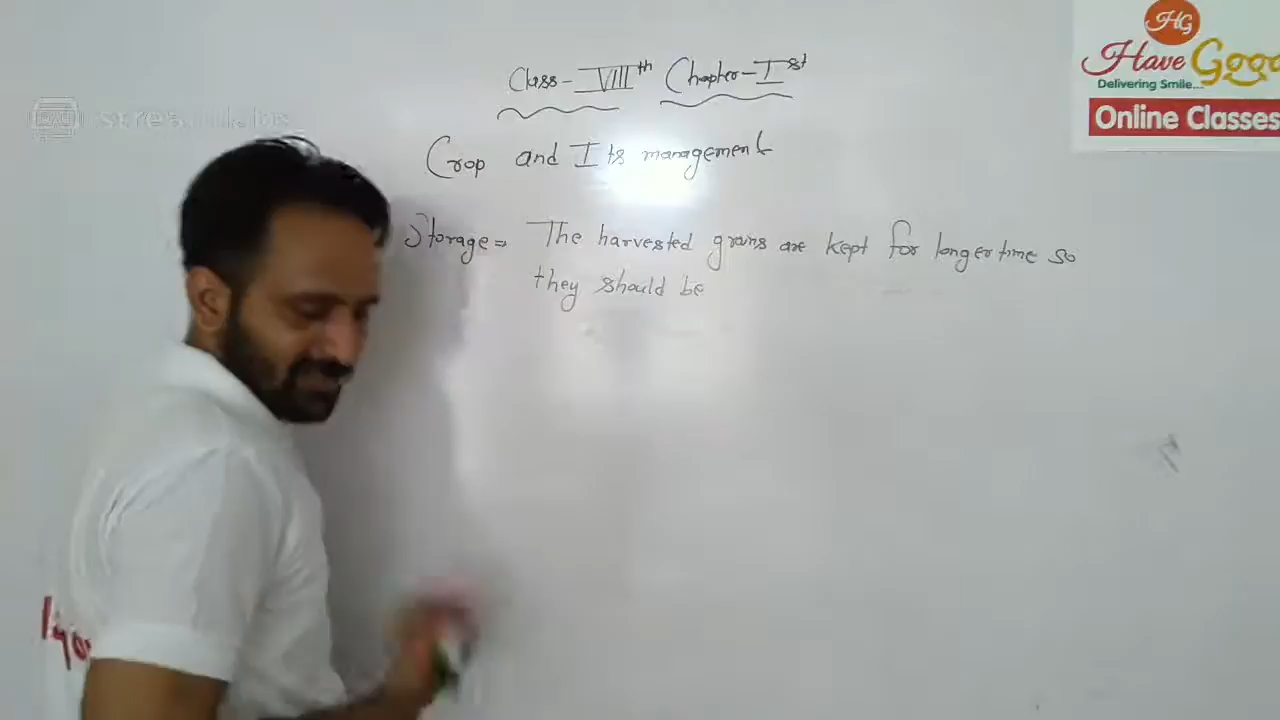 HG
Have Good
Delivering Smile...
Online Classes
streamlabs
Class-VIIIth Chapter-Ist
Crop and Its management
Storage= The harvested grains are kept for longer time so
they should be